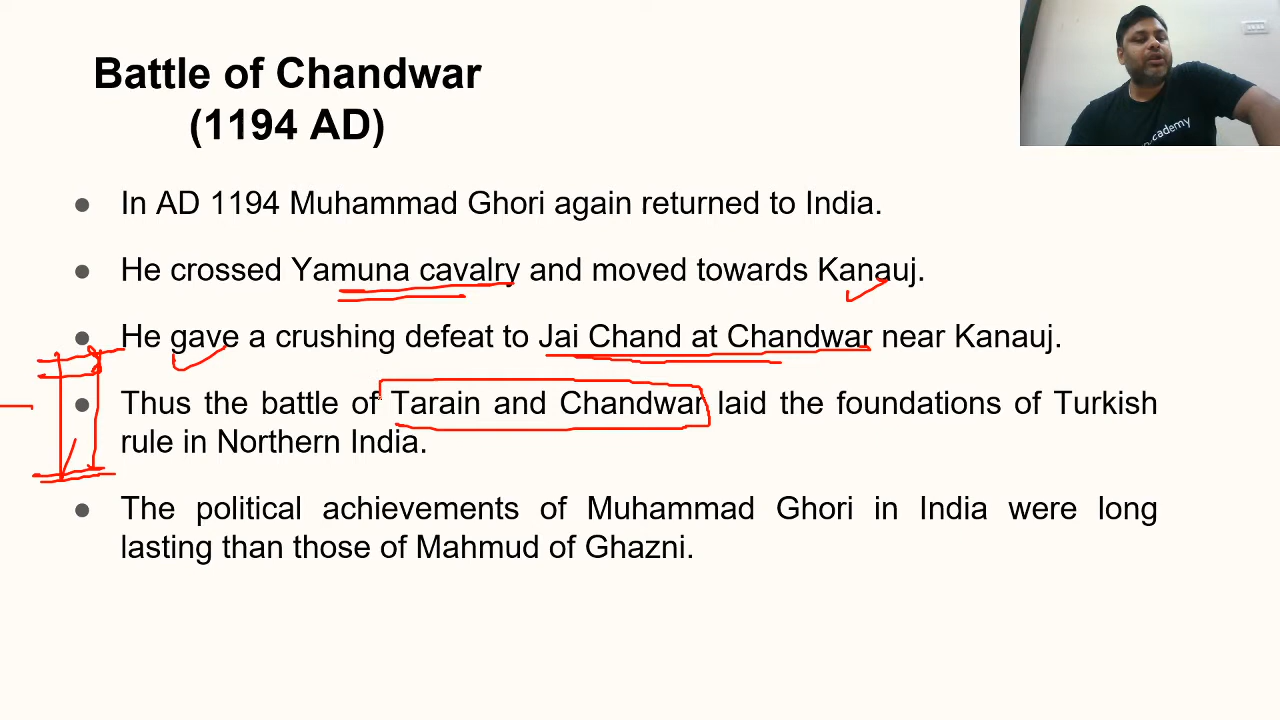 Battle of Chandwar
(1194 AD)
In AD 1194 Muhammad Ghori again returned to India.
He crossed Yamuna cavalry and moved towards Kanauj.
He gave a crushing defeat to Jai Chand at Chandwar near Kanauj.
Thus the battle of Tarain and Chandwar laid the foundations of Turkish
rule in Northern India.
The political achievements of Muhammad Ghori in India were long
lasting than those of Mahmud of Ghazni.